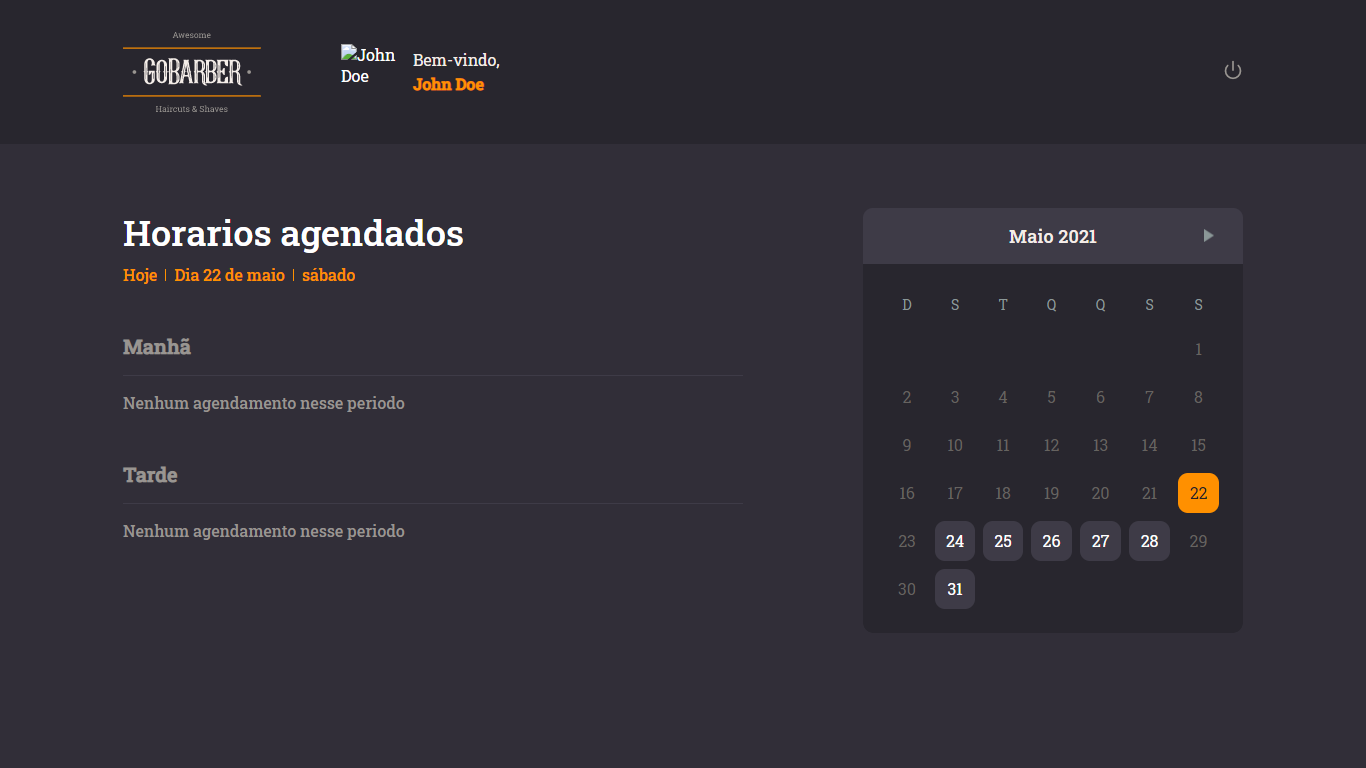 Awesome
GOBARBER
Haircuts & Shaves
John
Doe
Bem-vindo,
John Doe
Horarios agendados
Hoje | Dia 22 de maio | sábado
Manhã
Nenhum agendamento nesse periodo
Tarde
Nenhum agendamento nesse periodo
Maio 2021
D S T Q Q S S
1
2 3 4 5 6 7 8
9 10 11 12 13 14 15
16 17 18 19 20 21 22
23 24 25 26 27 28 29
30 31